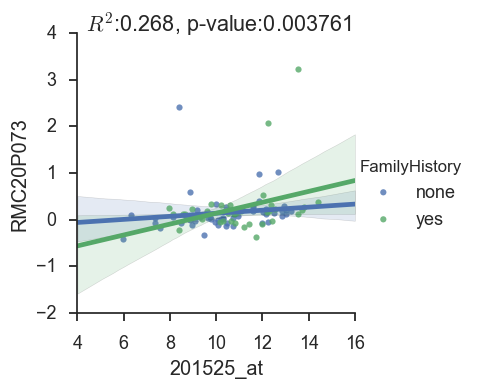 R²:0.268, p-value:0.003761
4
3
2
1
0
−1
−2
RMC20P073
4
6
8
10
12
14
16
201525_at
FamilyHistory
none
yes